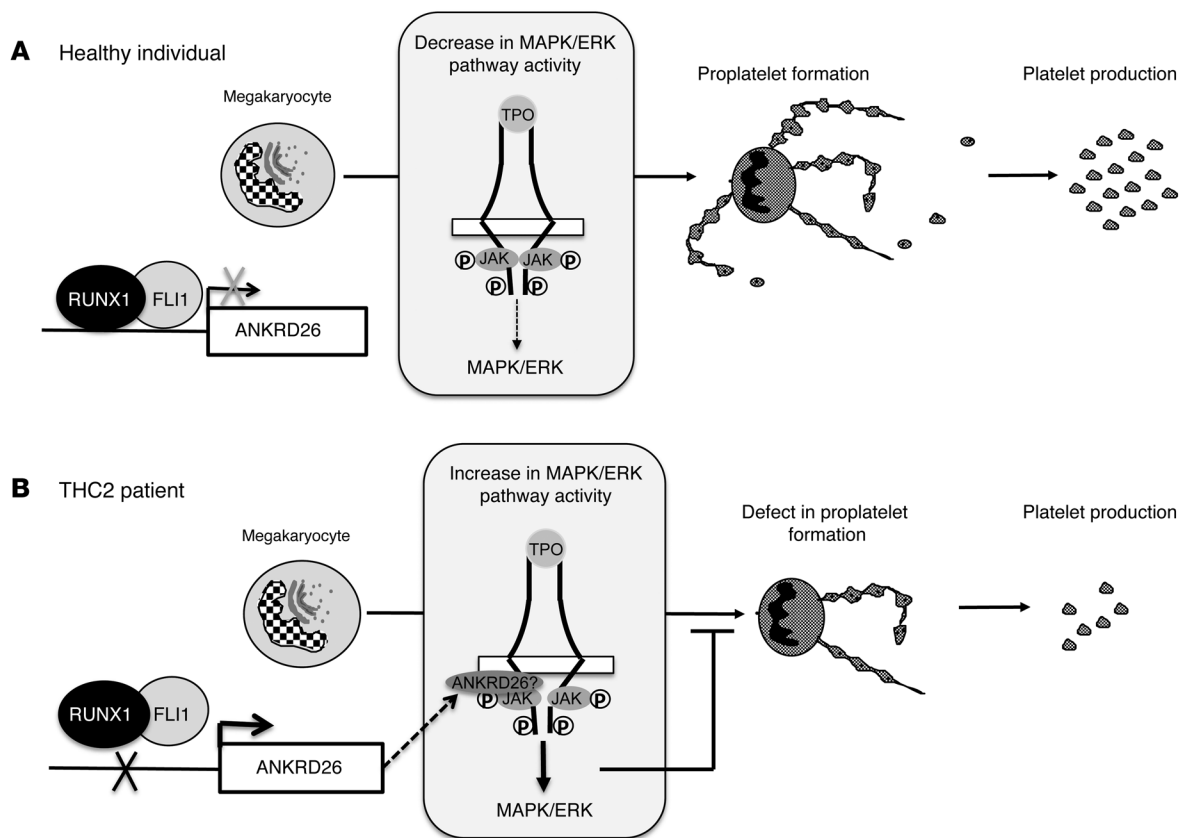 A Healthy individual
Decrease in MAPK/ERK
pathway activity
Megakaryocyte
TPO
Proplatelet formation
Platelet production
P JAK JAK P
P P
RUNX1 FLI1
ANKRD26
MAPK/ERK
B THC2 patient
Increase in MAPK/ERK
pathway activity
Megakaryocyte
TPO
Defect in proplatelet
formation
Platelet production
ANKRD26?
P JAK JAK P
P P
RUNX1 FLI1
ANKRD26
MAPK/ERK